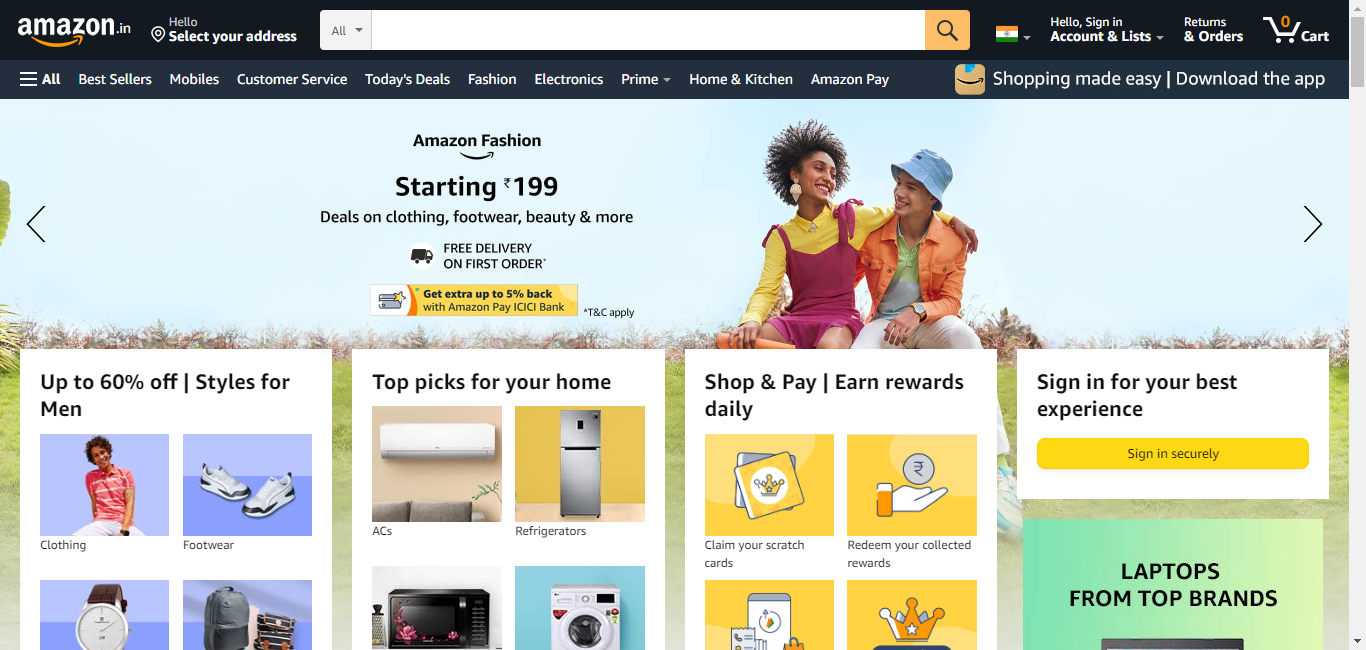 amazon.in
Hello
Select your address
All
Hello, Sign in
Account & Lists
Returns
& Orders
0
Cart
All
Best Sellers
Mobiles
Customer Service
Today's Deals
Fashion
Electronics
Prime
Home & Kitchen
Amazon Pay
Shopping made easy | Download the app
Amazon Fashion
Starting ₹199
Deals on clothing, footwear, beauty & more
FREE DELIVERY
ON FIRST ORDER*
Get extra up to 5% back
with Amazon Pay ICICI Bank
*T&C apply
Up to 60% off | Styles for
Men
Clothing
Footwear
Top picks for your home
ACs
Refrigerators
Shop & Pay | Earn rewards
daily
₹
Claim your scratch
cards
Redeem your collected
rewards
Sign in for your best
experience
Sign in securely
LAPTOPS
FROM TOP BRANDS